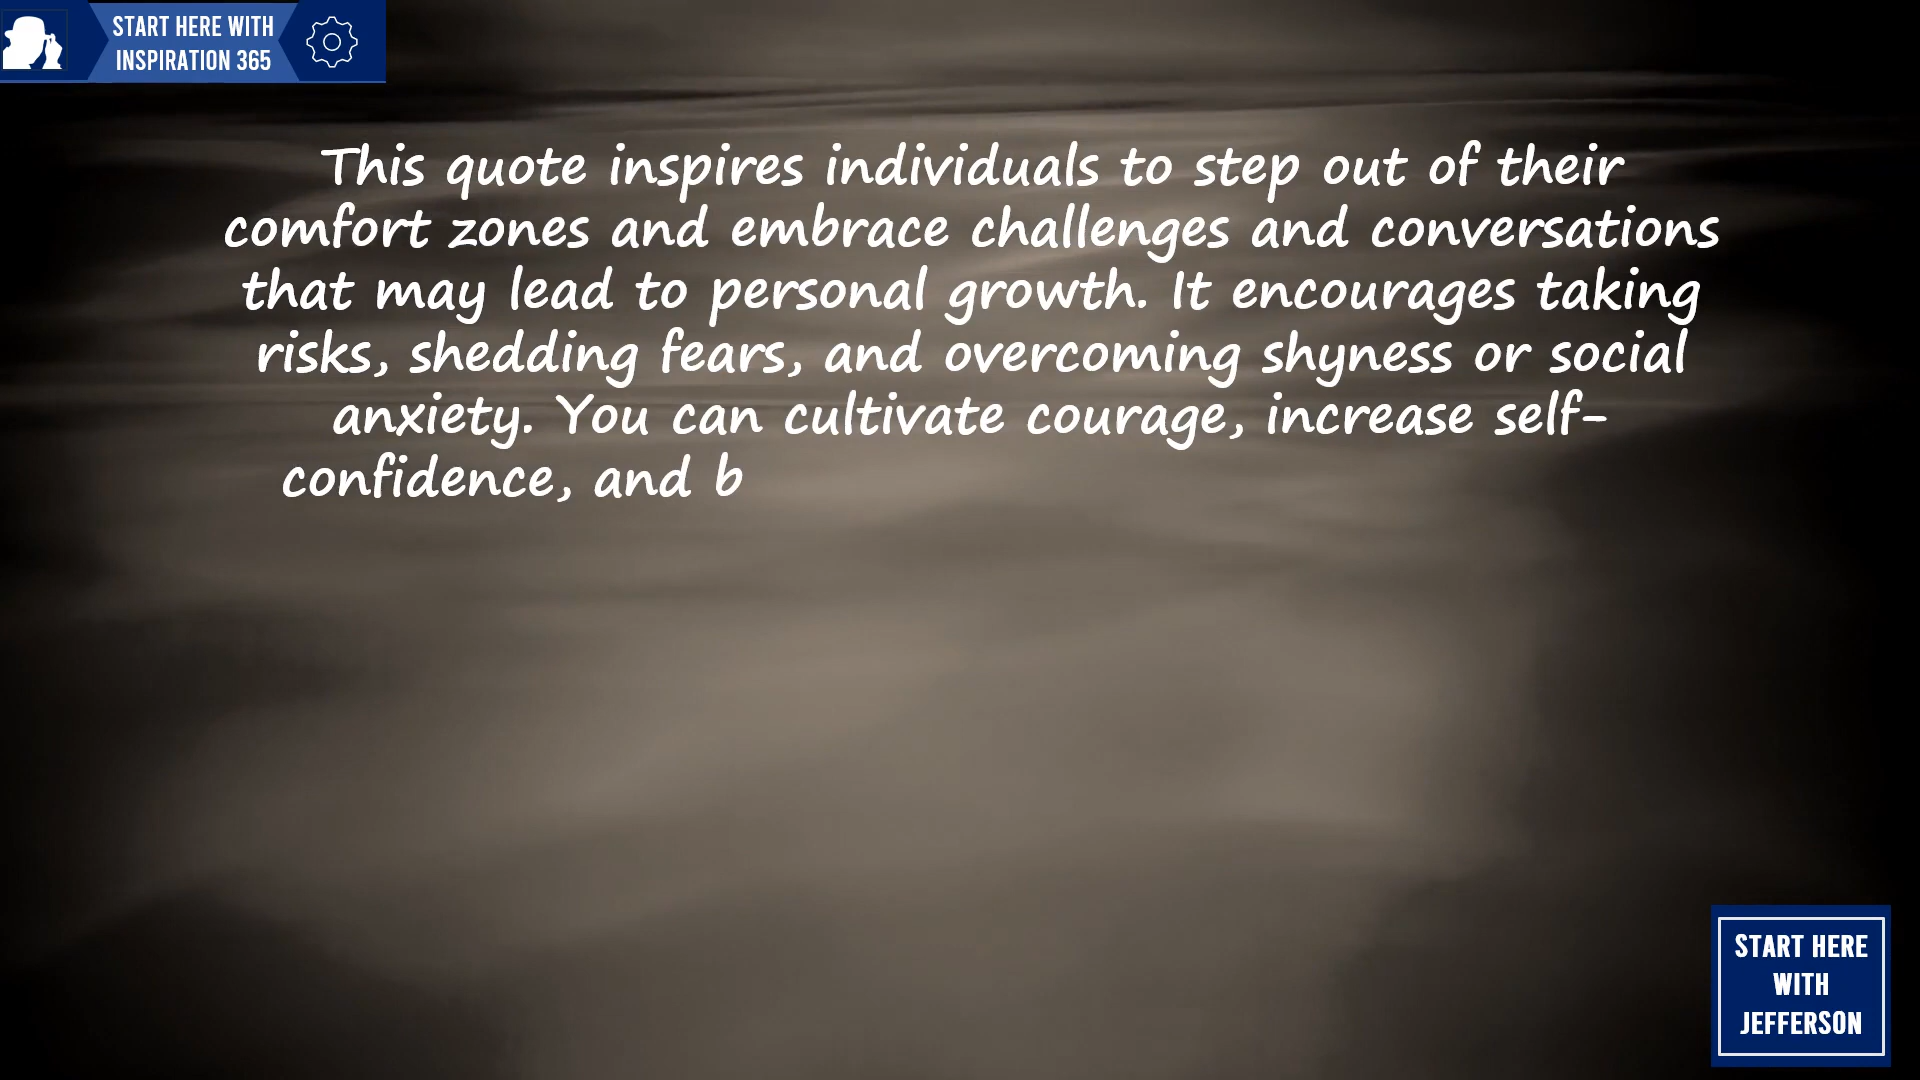 START HERE WITH
INSPIRATION 365
This quote inspires individuals to step out of their
comfort zones and embrace challenges and conversations
that may lead to personal growth. It encourages taking
risks, shedding fears, and overcoming shyness or social
anxiety. You can cultivate courage, increase self-
confidence, and b
START HERE
WITH
JEFFERSON